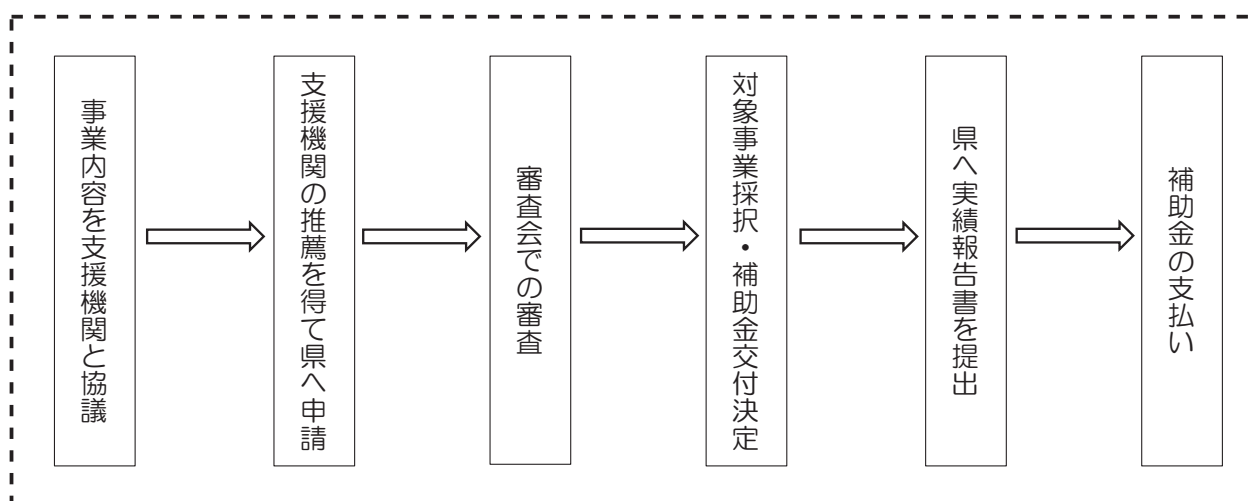 事業内容を支援機関と協議
支援機関の推薦を得て県へ申請
審査会での審査
対象事業採択・補助金交付決定
県へ実績報告書を提出
補助金の支払い